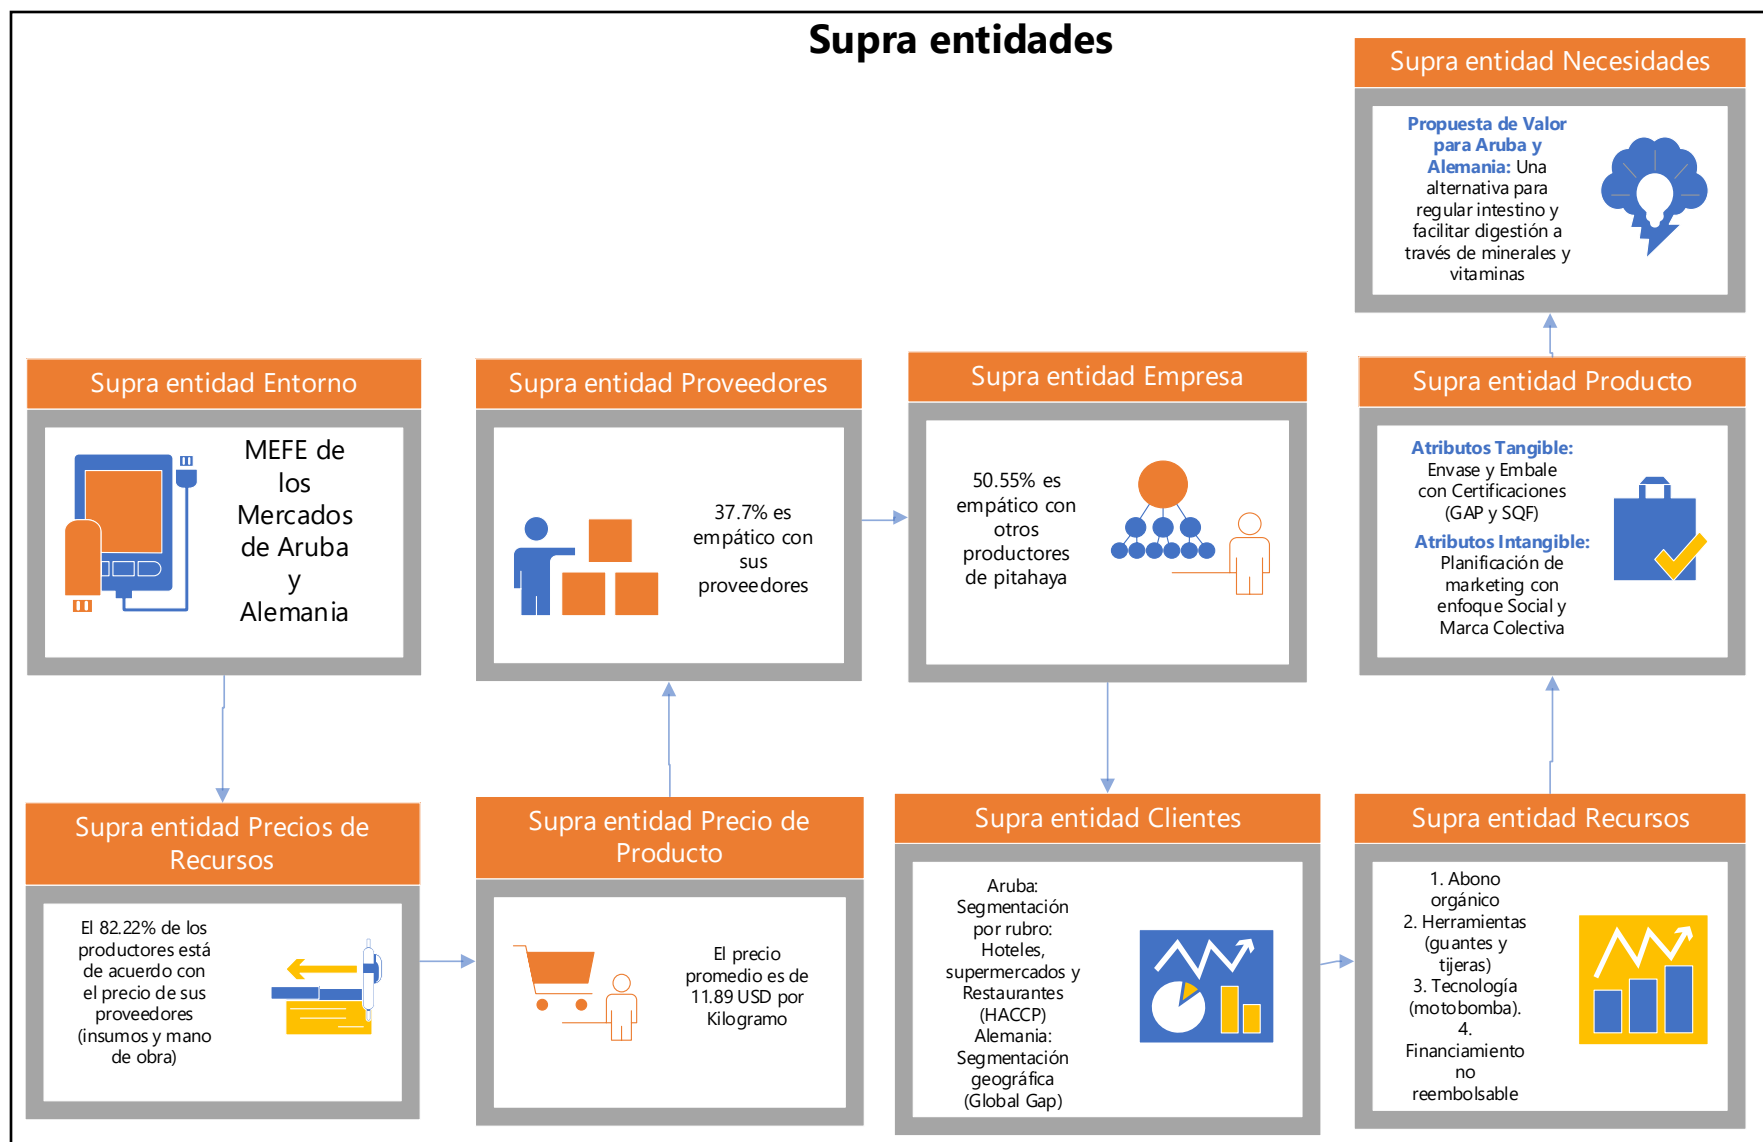 Supra entidades
Supra entidad Necesidades
Propuesta de Valor
para Aruba y
Alemania: Una
alternativa para
regular intestino y
facilitar digestión a
través de minerales y
vitaminas
Supra entidad Entorno
MEFE de
los
Mercados
de Aruba
y
Alemania
Supra entidad Proveedores
37.7% es
empático con
sus
proveedores
Supra entidad Empresa
50.55% es
empático con
otros
productores
de pitahaya
Supra entidad Producto
Atributos Tangible:
Envase y Embale
con Certificaciones
(GAP y SQF)
Atributos Intangible:
Planificación de
marketing con
enfoque Social y
Marca Colectiva
Supra entidad Precios de
Recursos
El 82.22% de los
productores está
de acuerdo con
el precio de sus
proveedores
(insumos y mano
de obra)
Supra entidad Precio de
Producto
El precio
promedio es de
11.89 USD por
Kilogramo
Supra entidad Clientes
Aruba:
Segmentación
por rubro:
Hoteles,
supermercados y
Restaurantes
(HACCP)
Alemania:
Segmentación
geográfica
(Global Gap)
Supra entidad Recursos
1. Abono
orgánico
2. Herramientas
(guantes y
tijeras)
3. Tecnología
(motobomba).
4.
Financiamiento
no
reembolsable